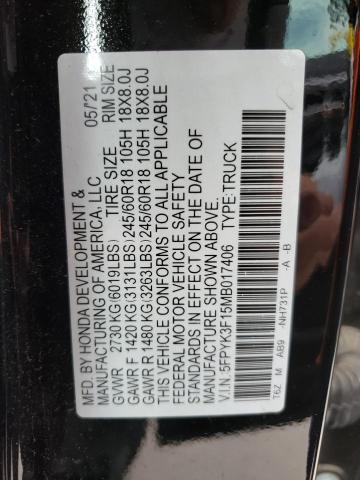 MFD.BY HONDA DEVELOPMENT &
MANUFACTURING OF AMERICA, LLC 05/'21
GVWR 2730 KG(6019LBS) TIRE SIZE RIM SIZE
GAWR F 1420 KG(3131LBS)245/60R18 105H 18X8.0J
GAWR R 1480 KG(3263LBS)245/60R18 105H 18X8.0J
THIS VEHICLE CONFORMS TO ALL APPLICABLE
FEDERAL MOTOR VEHICLE SAFETY
STANDARDS IN EFFECT ON THE DATE OF
MANUFACTURE SHOWN ABOVE.
V.I.N.:5FPYK3F15MB017406 TYPE:TRUCK
T6Z M AB9 -NH731P -A -B